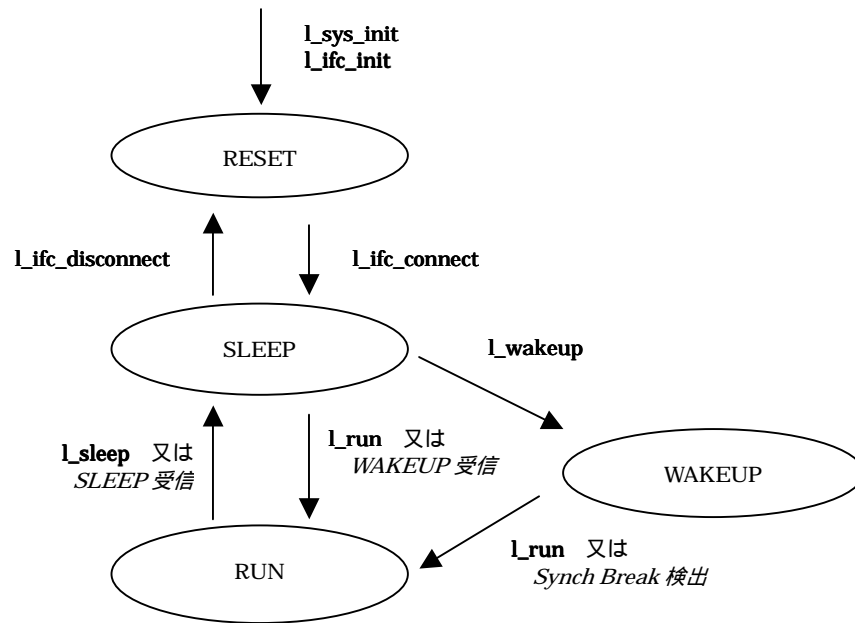 l_sys_init
l_ifc_init
RESET
l_ifc_disconnect
l_ifc_connect
SLEEP
l_wakeup
l_sleep 又は
SLEEP 受信
l_run 又は
WAKEUP 受信
WAKEUP
RUN
l_run 又は
Synch Break 検出